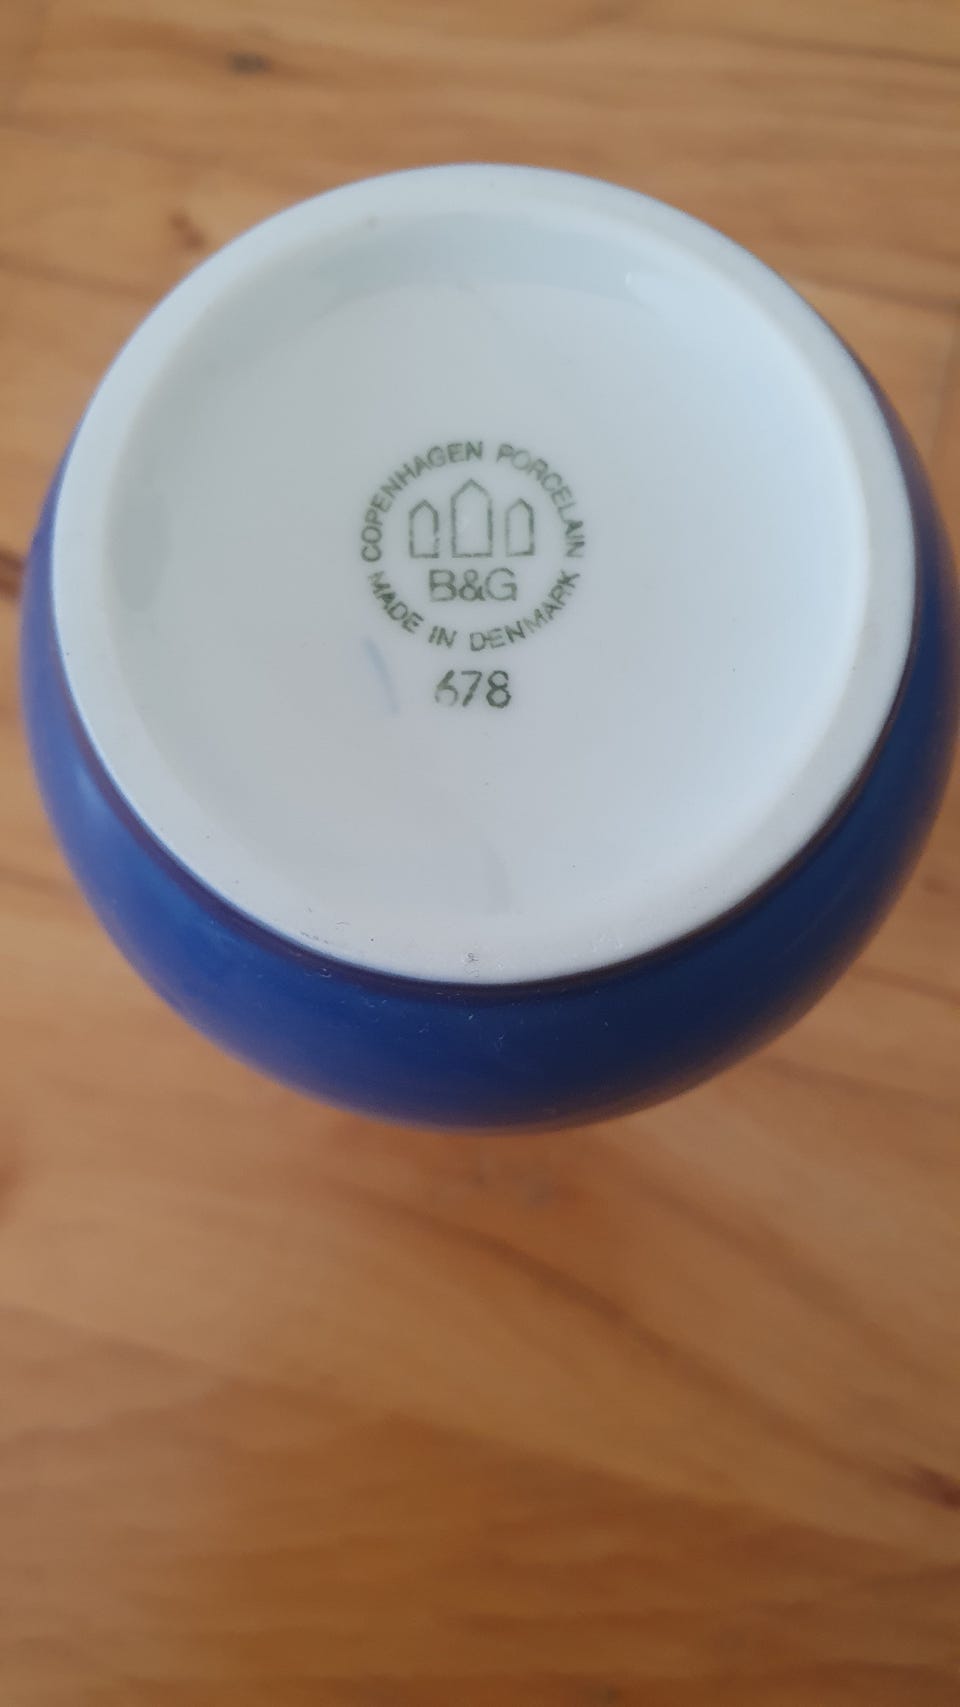 COPENHAGEN PORCELAIN
B&G
MADE IN DENMARK
678